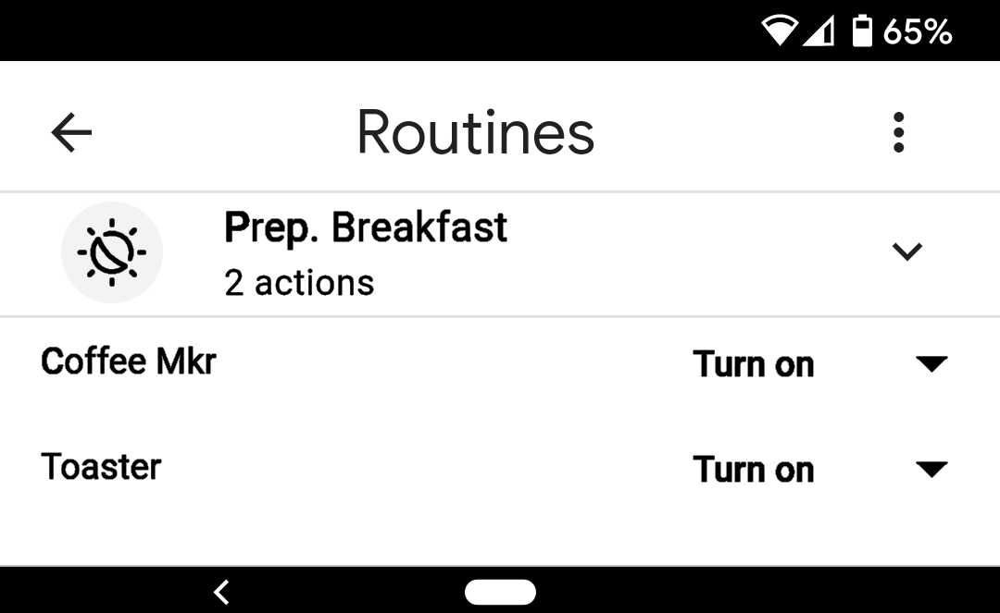 65%
Routines
Prep. Breakfast
2 actions
Coffee Mkr Turn on
Toaster Turn on